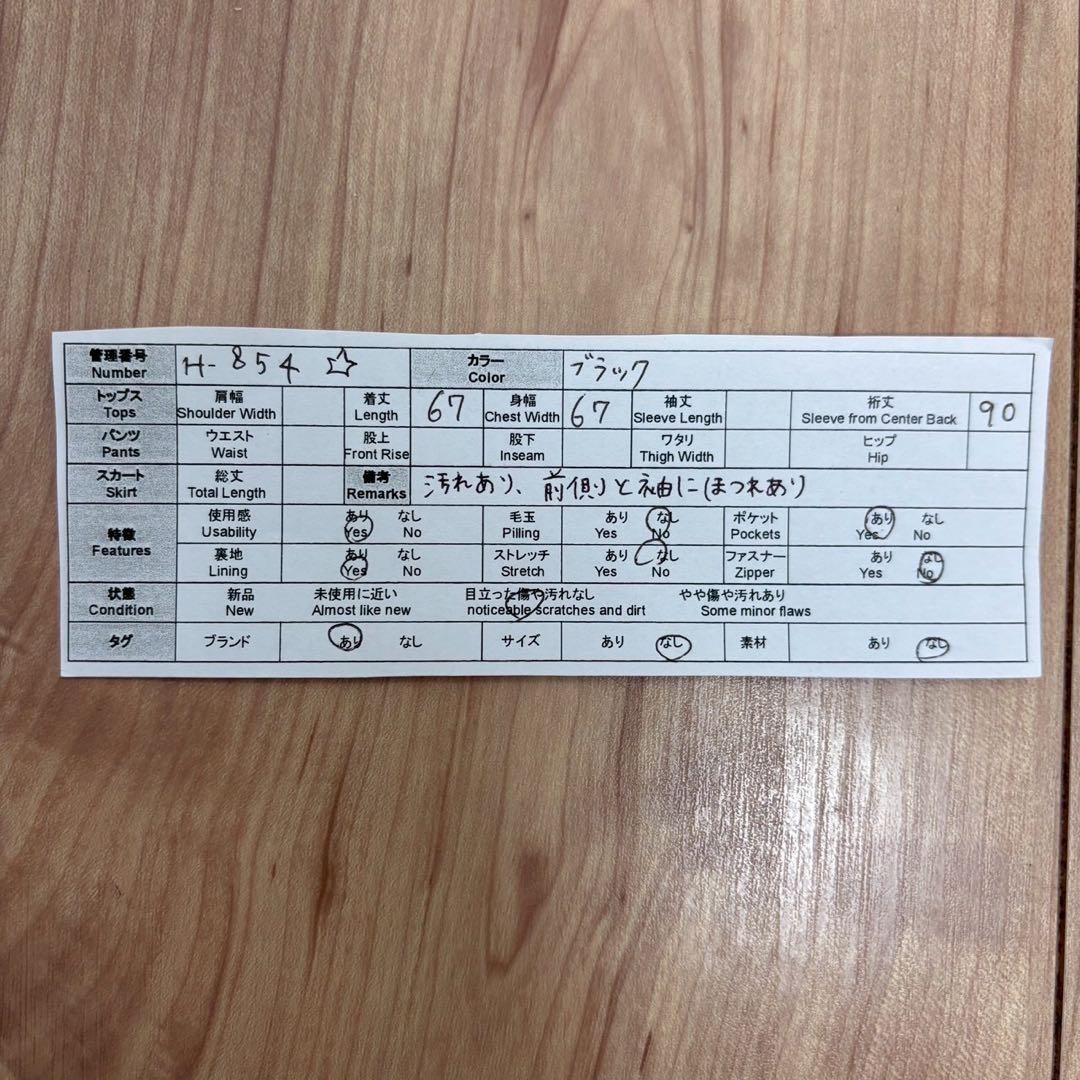 管理番号 H-854 ☆ カラー ブラック
Number Color
トップス 肩幅 着丈 67 身幅 67 袖丈 裄丈 90
Tops Shoulder Width Length Chest Width Sleeve Length Sleeve from Center Back
パンツ ウエスト 股上 股下 ワタリ ヒップ
Pants Waist Front Rise Inseam Thigh Width Hip
スカート 総丈 備考 汚れあり、前側と袖にほつれあり
Skirt Total Length Remarks
特徴 使用感 あり なし 毛玉 あり なし ポケット あり なし
Features Usability Yes No Pilling Yes No Pockets Yes No
裏地 あり なし ストレッチ あり なし ファスナー あり なし
Lining Yes No Stretch Yes No Zipper Yes No
状態 新品 未使用に近い 目立った傷や汚れなし やや傷や汚れあり
Condition New Almost like new noticeable scratches and dirt Some minor flaws
タグ ブランド あり なし サイズ あり なし 素材 あり なし